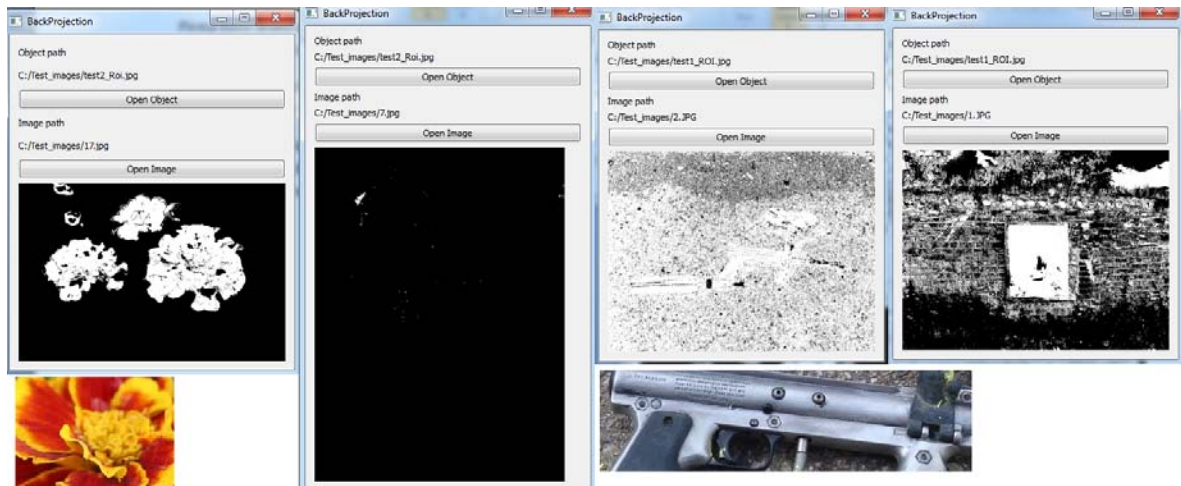 BackProjection
Object path
C:/Test_images/test2_Roi.jpg
Open Object
Image path
C:/Test_images/17.jpg
Open Image
BackProjection
Object path
C:/Test_images/test2_Roi.jpg
Open Object
Image path
C:/Test_images/7.jpg
Open Image
BackProjection
Object path
C:/Test_images/test1_ROI.jpg
Open Object
Image path
C:/Test_images/2.JPG
Open Image
BackProjection
Object path
C:/Test_images/test1_ROI.jpg
Open Object
Image path
C:/Test_images/1.JPG
Open Image